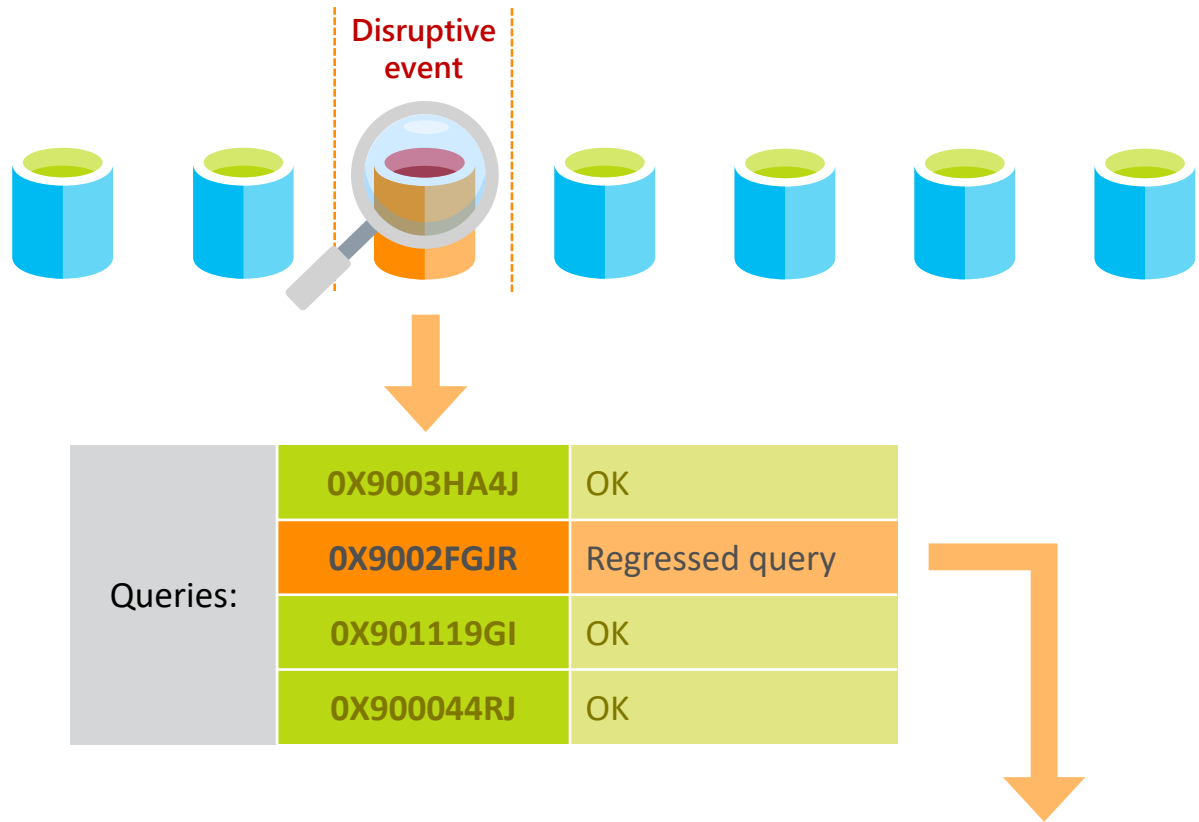 Disruptive
event
0X9003HA4J OK
0X9002FGJR Regressed query
Queries:
0X901119GI OK
0X900044RJ OK